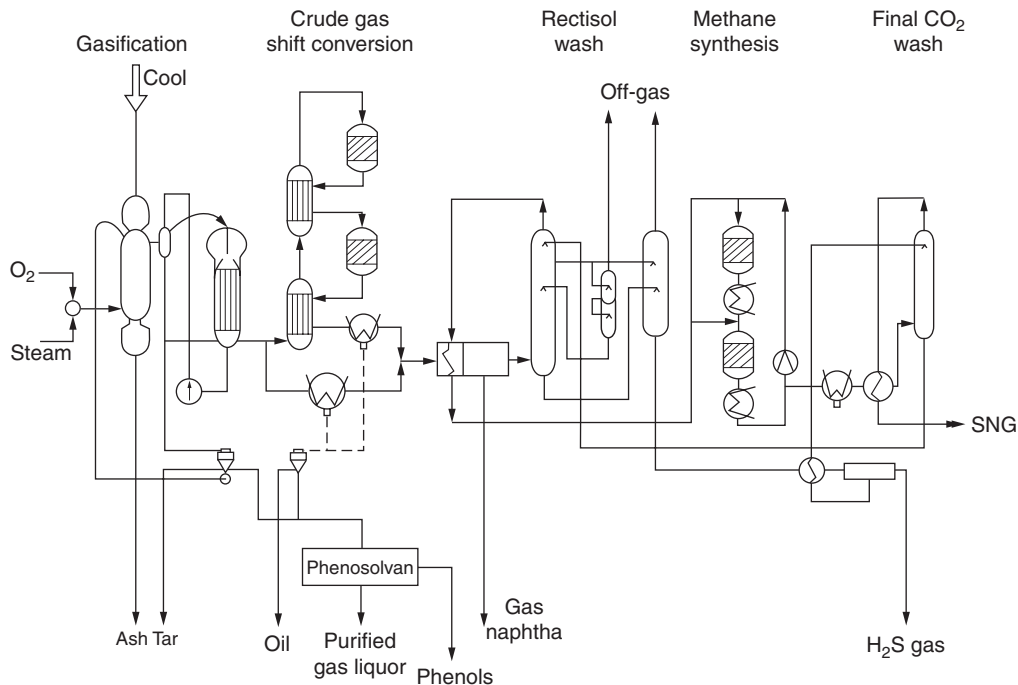 Gasification
Crude gas
shift conversion
Rectisol
wash
Methane
synthesis
Final CO₂
wash
Cool
Off-gas
O₂
Steam
SNG
Phenosolvan
Ash Tar
Oil
Purified
gas liquor
Phenols
Gas
naphtha
H₂S gas